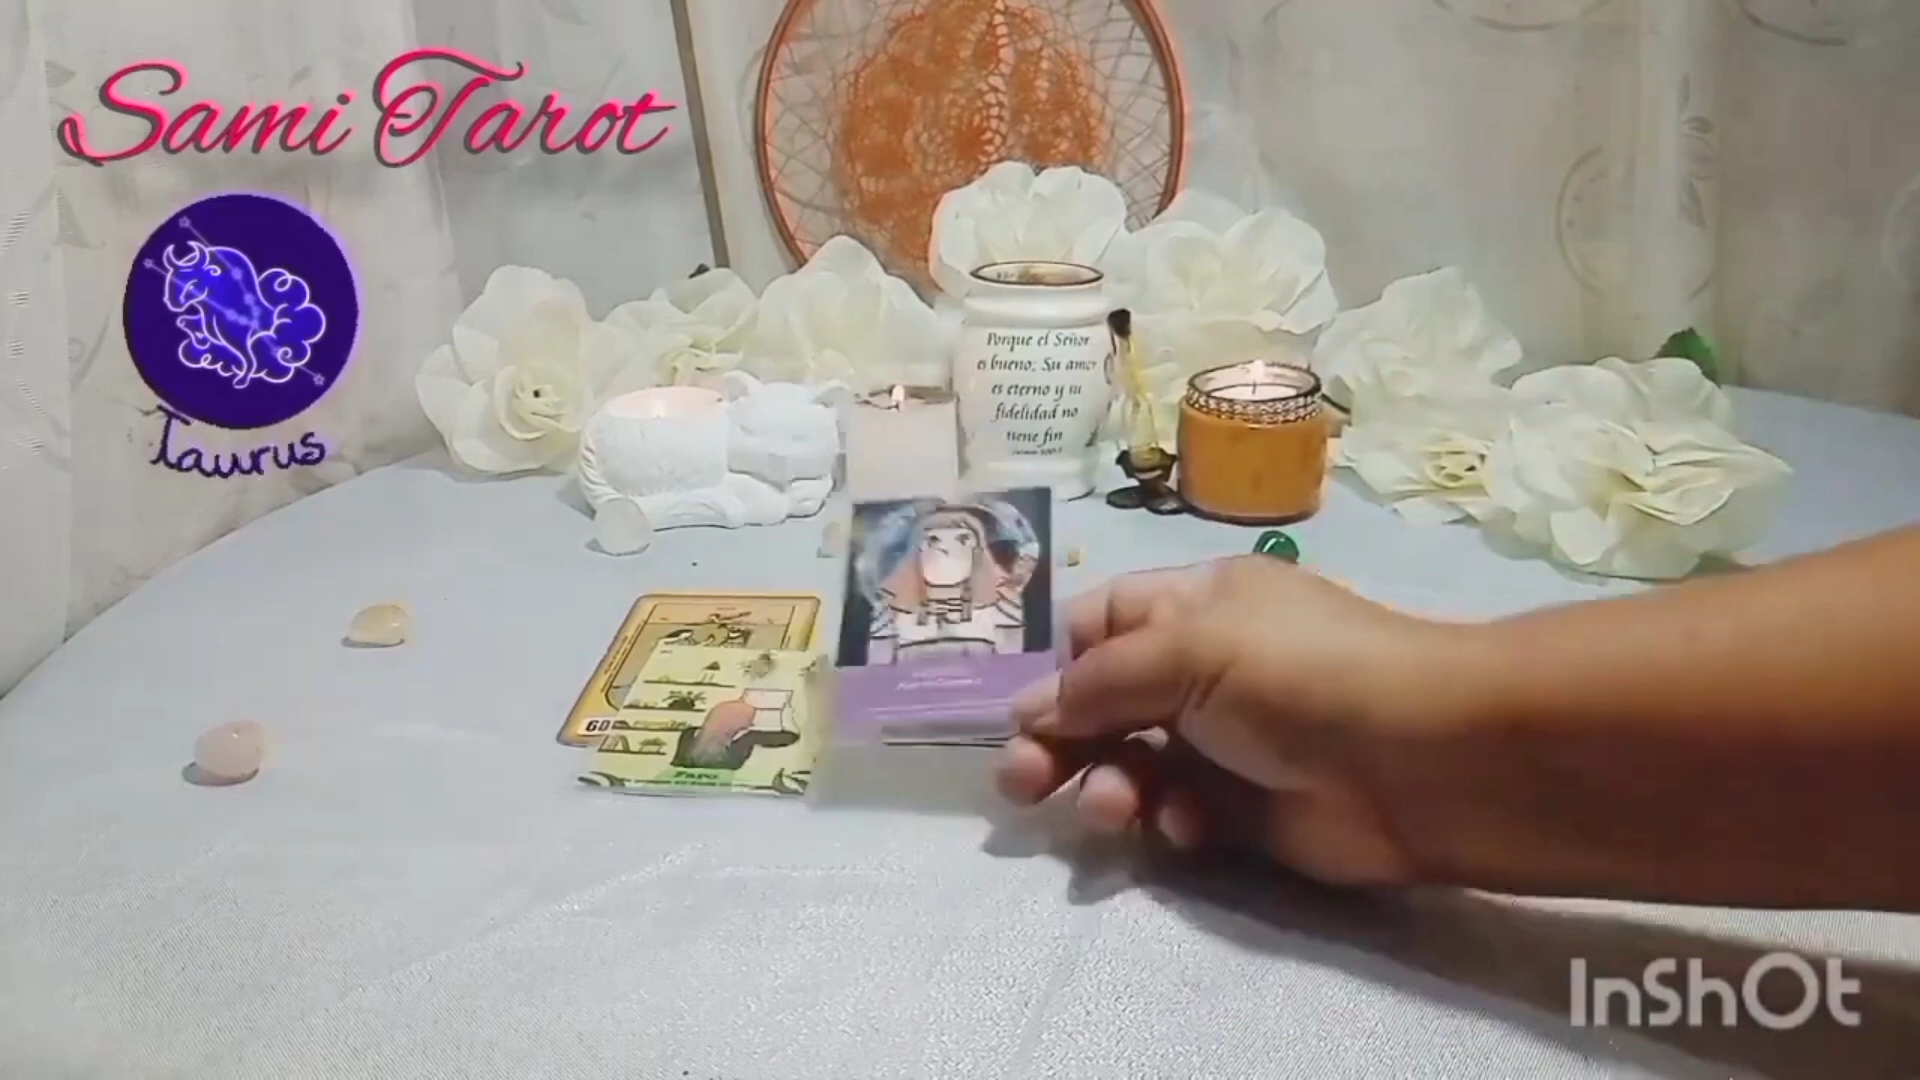 Sami Tarot
Taurus
Porque el Señor
es bueno; Su amor
es eterno y su
fidelidad no
tiene fin
60
InShOt